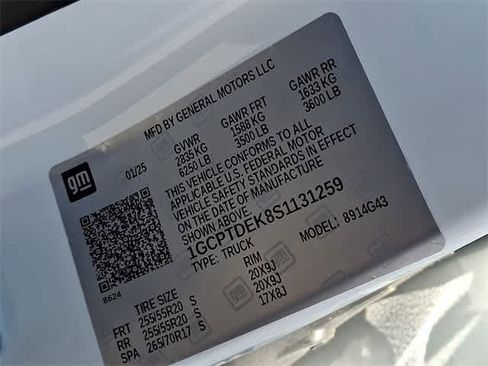 MFD BY GENERAL MOTORS LLC
gm
01/25 GVWR GAWR FRT GAWR RR
2835 KG 1588 KG 1633 KG
6250 LB 3500 LB 3600 LB
THIS VEHICLE CONFORMS TO ALL
APPLICABLE U.S. FEDERAL MOTOR
VEHICLE SAFETY STANDARDS IN EFFECT
ON THE DATE OF MANUFACTURE
SHOWN ABOVE.
1GCPTDEK8S1131259
TYPE: TRUCK MODEL: 8914G43
8624
TIRE SIZE RIM
FRT 255/55R20 S 20X9J
RR 255/55R20 S 20X9J
SPA 265/70R17 S 17X8J